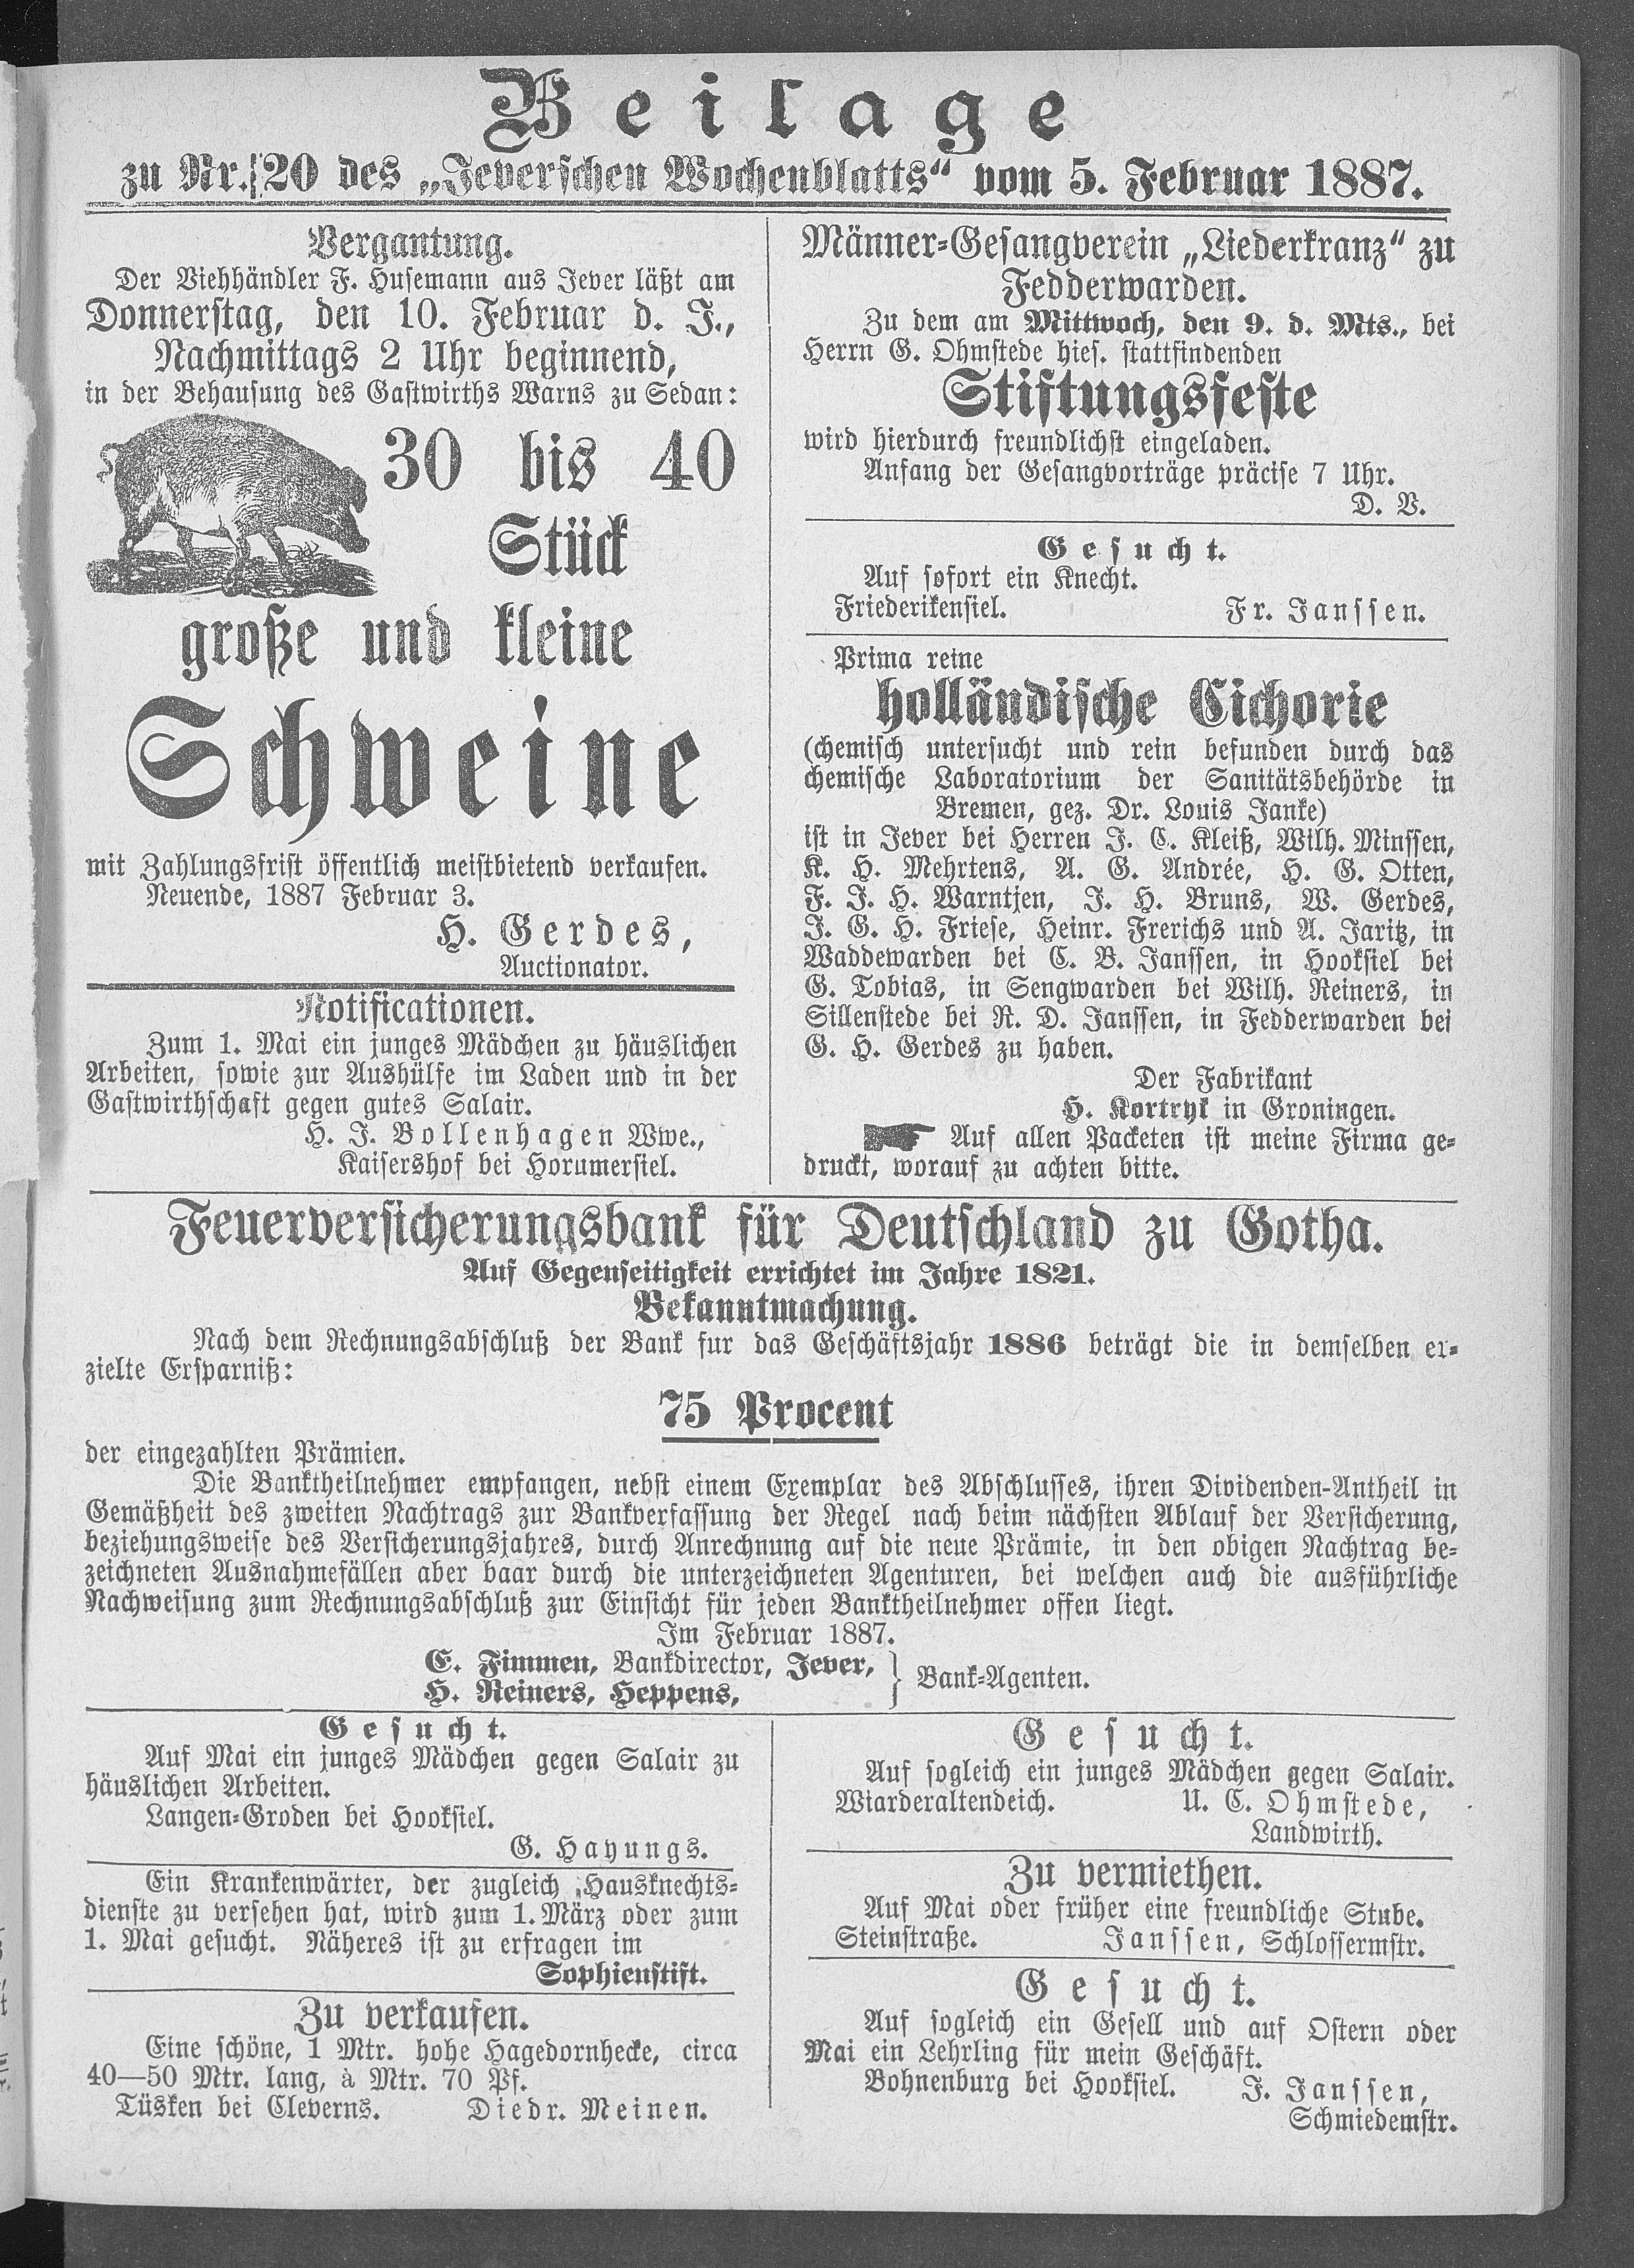 Beilage
zu Nr. 20 des „Jeverschen Wochenblatts“ vom 5. Februar 1887.
Vergantung.
Der Viehhändler F. Husemann aus Jever läßt am
Donnerstag, den 10. Februar d. J.,
Nachmittags 2 Uhr beginnend,
in der Behausung des Gastwirths Warns zu Sedan:
30 bis 40
Stück
große und kleine
Schweine
mit Zahlungsfrist öffentlich meistbietend verkaufen.
Neuende, 1887 Februar 3.
H. Gerdes,
Auctionator.
Notificationen.
Zum 1. Mai ein junges Mädchen zu häuslichen
Arbeiten, sowie zur Aushülfe im Laden und in der
Gastwirthschaft gegen gutes Salair.
H. J. Bollenhagen Wwe.,
Kaisershof bei Horumersiel.
Männer-Gesangverein „Liederkranz“ zu
Fedderwarden.
Zu dem am Mittwoch, den 9. d. Mts., bei
Herrn G. Ohmstede hies. stattfindenden
Stiftungsfeste
wird hierdurch freundlichst eingeladen.
Anfang der Gesangvorträge präcise 7 Uhr.
D. V.
Gesucht.
Auf sofort ein Knecht.
Friederikensiel. Fr. Janssen.
Prima reine
holländische Cichorie
(chemisch untersucht und rein befunden durch das
chemische Laboratorium der Sanitätsbehörde in
Bremen, gez. Dr. Louis Janke)
ist in Jever bei Herren J. C. Kleiß, Wilh. Minssen,
K. H. Mehrtens, A. G. Andrée, H. G. Otten,
F. J. H. Warntjen, J. H. Bruns, W. Gerdes,
J. G. H. Friese, Heinr. Frerichs und A. Jaritz, in
Waddewarden bei C. B. Janssen, in Hooksiel bei
G. Tobias, in Sengwarden bei Wilh. Reiners, in
Sillenstede bei R. D. Janssen, in Fedderwarden bei
G. H. Gerdes zu haben.
Der Fabrikant
H. Kortryk in Groningen.
Auf allen Packeten ist meine Firma ge-
druckt, worauf zu achten bitte.
Feuerversicherungsbank für Deutschland zu Gotha.
Auf Gegenseitigkeit errichtet im Jahre 1821.
Bekanntmachung.
Nach dem Rechnungsabschluß der Bank fur das Geschäftsjahr 1886 beträgt die in demselben er-
zielte Ersparniß:
75 Procent
der eingezahlten Prämien.
Die Banktheilnehmer empfangen, nebst einem Exemplar des Abschlusses, ihren Dividenden-Antheil in
Gemäßheit des zweiten Nachtrags zur Bankverfassung der Regel nach beim nächsten Ablauf der Versicherung,
beziehungsweise des Versicherungsjahres, durch Anrechnung auf die neue Prämie, in den obigen Nachtrag be-
zeichneten Ausnahmefällen aber baar durch die unterzeichneten Agenturen, bei welchen auch die ausführliche
Nachweisung zum Rechnungsabschluß zur Einsicht für jeden Banktheilnehmer offen liegt.
Im Februar 1887.
E. Fimmen, Bankdirector, Jever,
H. Reiners, Heppens,
} Bank-Agenten.
Gesucht.
Auf Mai ein junges Mädchen gegen Salair zu
häuslichen Arbeiten.
Langen-Groden bei Hooksiel.
G. Hayungs.
Ein Krankenwärter, der zugleich Hausknechts-
dienste zu versehen hat, wird zum 1. März oder zum
1. Mai gesucht. Näheres ist zu erfragen im
Sophienstift.
Zu verkaufen.
Eine schöne, 1 Mtr. hohe Hagedornhecke, circa
40—50 Mtr. lang, à Mtr. 70 Pf.
Tüsken bei Cleverns. Diedr. Meinen.
Gesucht.
Auf sogleich ein junges Mädchen gegen Salair.
Wiarderaltendeich. U. C. Ohmstede,
Landwirth.
Zu vermiethen.
Auf Mai oder früher eine freundliche Stube.
Steinstraße. Janssen, Schlossermstr.
Gesucht.
Auf sogleich ein Gesell und auf Ostern oder
Mai ein Lehrling für mein Geschäft.
Bohnenburg bei Hooksiel. J. Janssen,
Schmiedemstr.